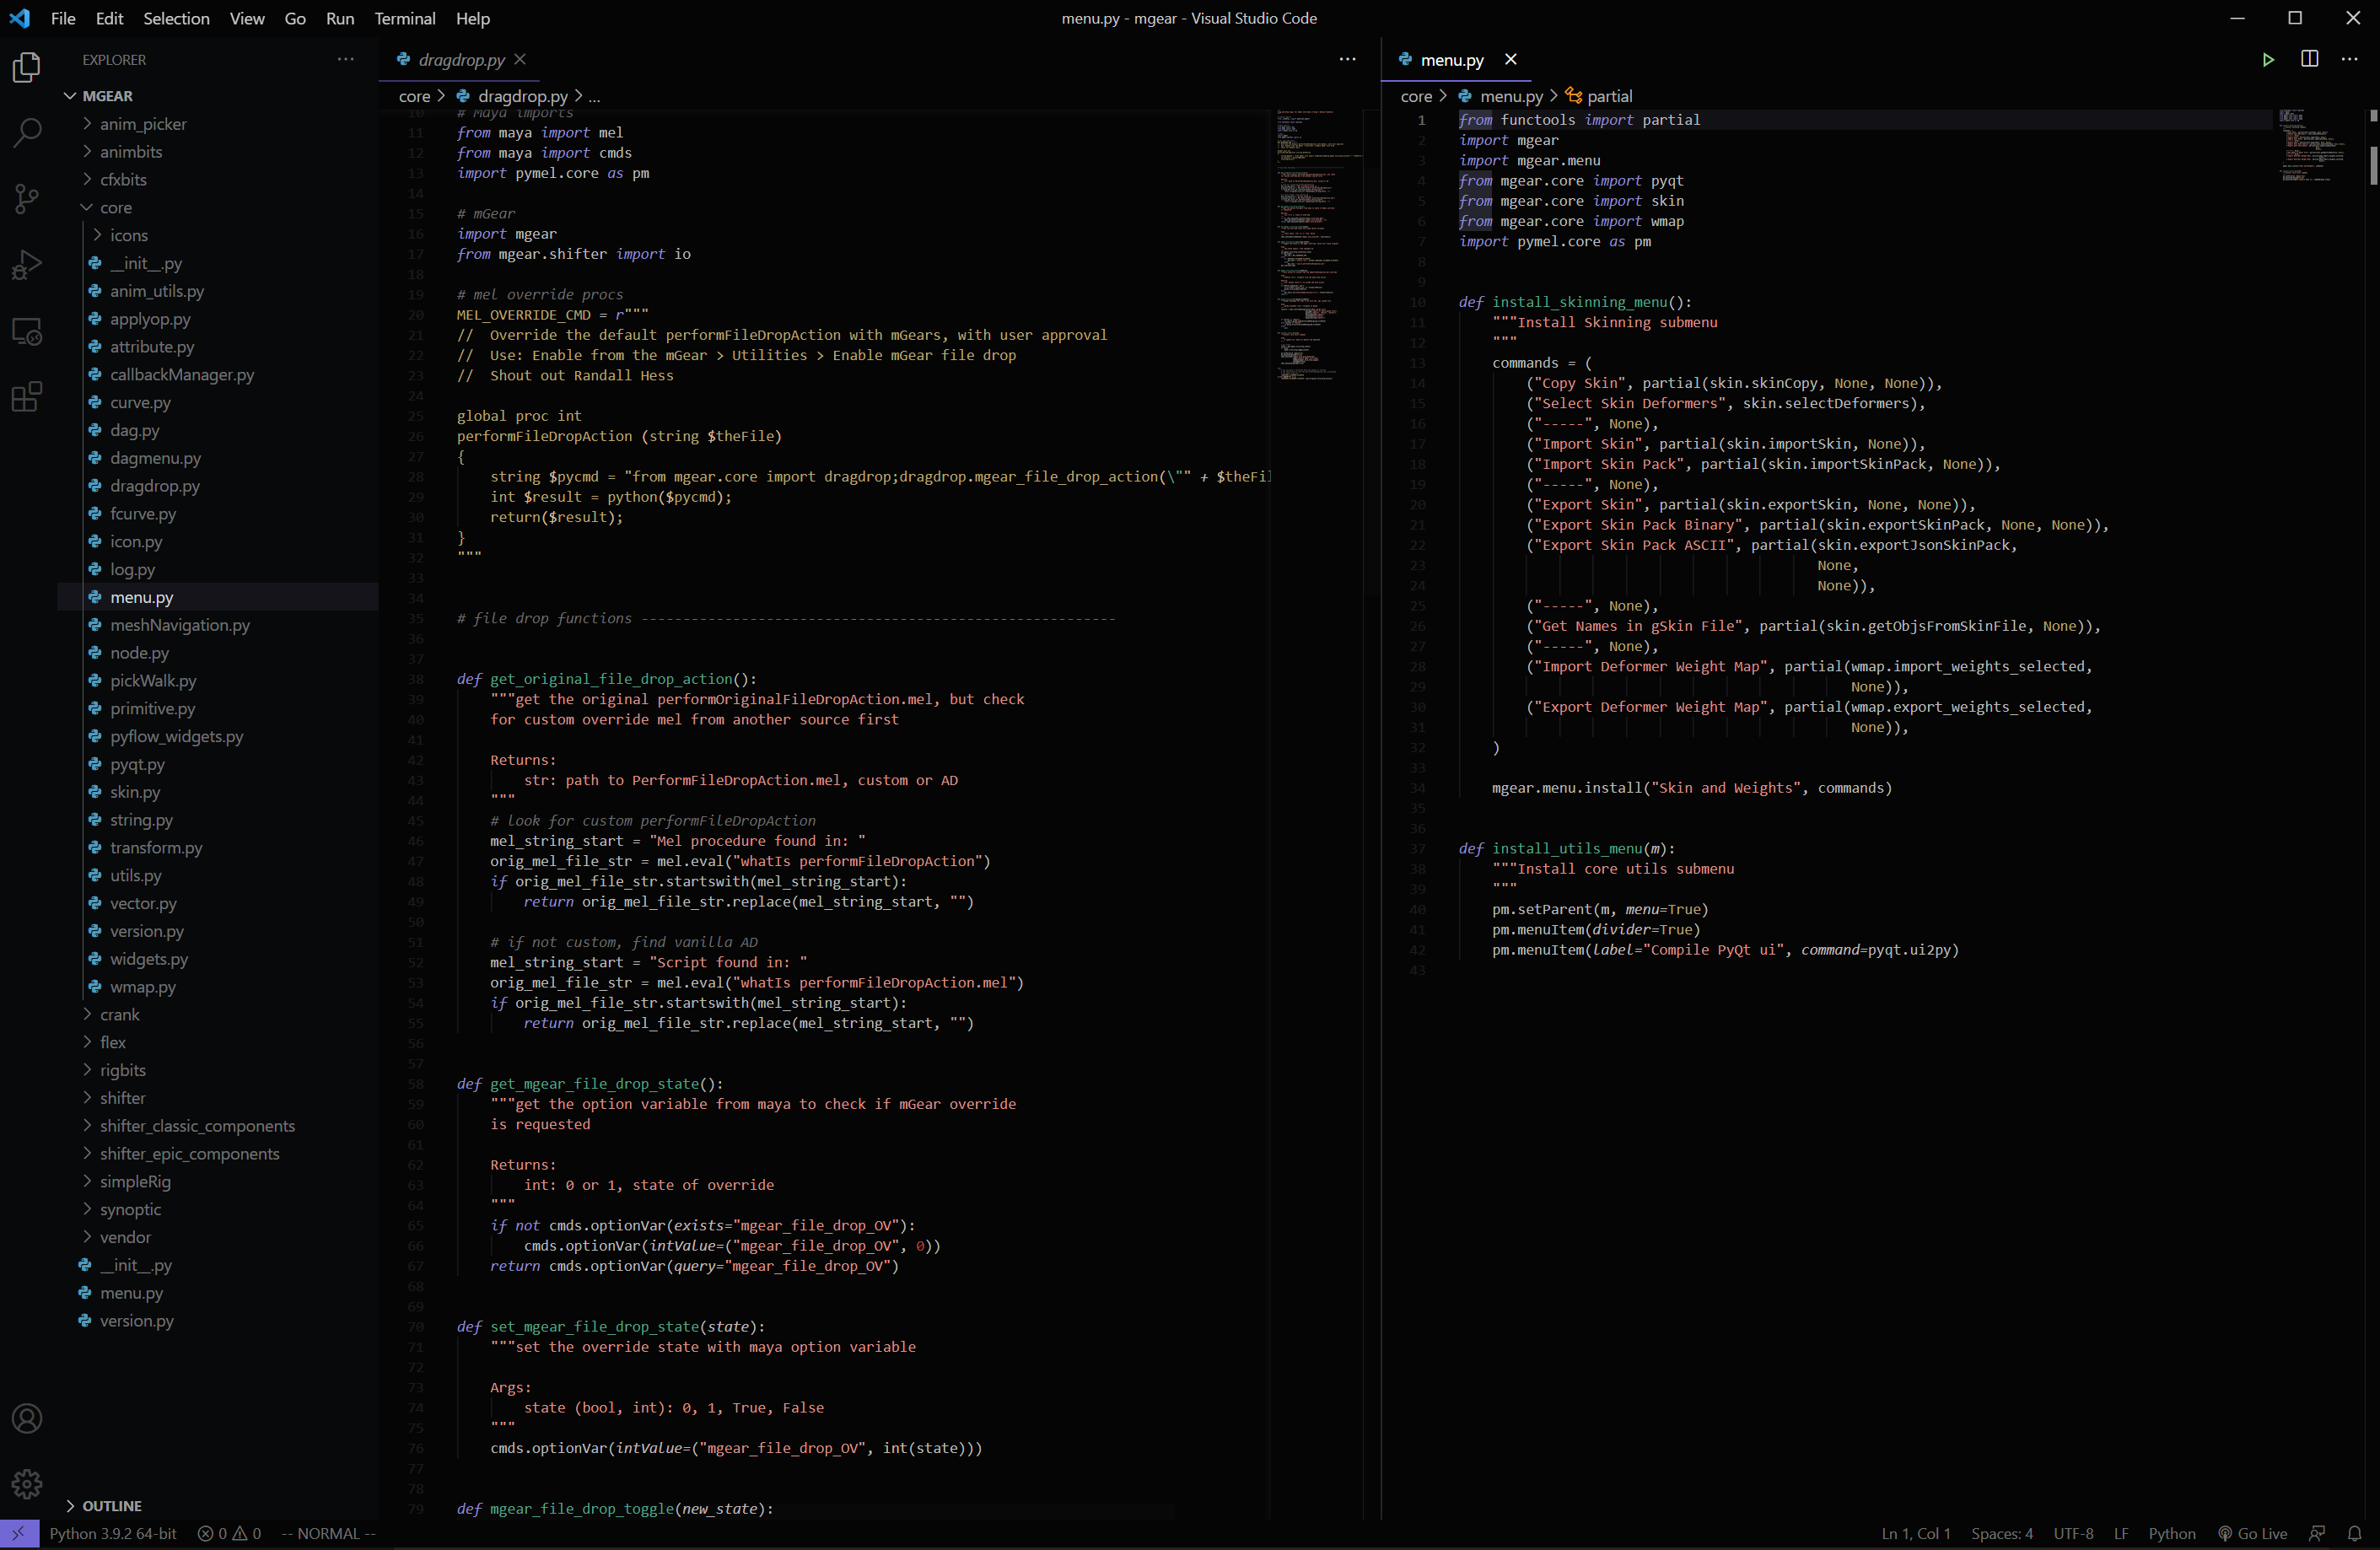 File Edit Selection View Go Run Terminal Help
menu.py - mgear - Visual Studio Code
EXPLORER
MGEAR
anim_picker
animbits
cfxbits
core
icons
__init__.py
anim_utils.py
applyop.py
attribute.py
callbackManager.py
curve.py
dag.py
dagmenu.py
dragdrop.py
fcurve.py
icon.py
log.py
menu.py
meshNavigation.py
node.py
pickWalk.py
primitive.py
pyflow_widgets.py
pyqt.py
skin.py
string.py
transform.py
utils.py
vector.py
version.py
widgets.py
wmap.py
crank
flex
rigbits
shifter
shifter_classic_components
shifter_epic_components
simpleRig
synoptic
vendor
__init__.py
menu.py
version.py
OUTLINE
dragdrop.py
core > dragdrop.py > ...
10 # Maya imports
11 from maya import mel
12 from maya import cmds
13 import pymel.core as pm
14
15 # mGear
16 import mgear
17 from mgear.shifter import io
18
19 # mel override procs
20 MEL_OVERRIDE_CMD = r"""
21 // Override the default performFileDropAction with mGears, with user approval
22 // Use: Enable from the mGear > Utilities > Enable mGear file drop
23 // Shout out Randall Hess
24
25 global proc int
26 performFileDropAction (string $theFile)
27 {
28 string $pycmd = "from mgear.core import dragdrop;dragdrop.mgear_file_drop_action(\"" + $theFil
29 int $result = python($pycmd);
30 return($result);
31 }
32 """
33
34
35 # file drop functions ---------------------------------------------------------
36
37
38 def get_original_file_drop_action():
39 """get the original performOriginalFileDropAction.mel, but check
40 for custom override mel from another source first
41
42 Returns:
43 str: path to PerformFileDropAction.mel, custom or AD
44 """
45 # look for custom performFileDropAction
46 mel_string_start = "Mel procedure found in: "
47 orig_mel_file_str = mel.eval("whatIs performFileDropAction")
48 if orig_mel_file_str.startswith(mel_string_start):
49 return orig_mel_file_str.replace(mel_string_start, "")
50
51 # if not custom, find vanilla AD
52 mel_string_start = "Script found in: "
53 orig_mel_file_str = mel.eval("whatIs performFileDropAction.mel")
54 if orig_mel_file_str.startswith(mel_string_start):
55 return orig_mel_file_str.replace(mel_string_start, "")
56
57
58 def get_mgear_file_drop_state():
59 """get the option variable from maya to check if mGear override
60 is requested
61
62 Returns:
63 int: 0 or 1, state of override
64 """
65 if not cmds.optionVar(exists="mgear_file_drop_OV"):
66 cmds.optionVar(intValue=("mgear_file_drop_OV", 0))
67 return cmds.optionVar(query="mgear_file_drop_OV")
68
69
70 def set_mgear_file_drop_state(state):
71 """set the override state with maya option variable
72
73 Args:
74 state (bool, int): 0, 1, True, False
75 """
76 cmds.optionVar(intValue=("mgear_file_drop_OV", int(state)))
77
78
79 def mgear_file_drop_toggle(new_state):
menu.py
core > menu.py > partial
1 from functools import partial
2 import mgear
3 import mgear.menu
4 from mgear.core import pyqt
5 from mgear.core import skin
6 from mgear.core import wmap
7 import pymel.core as pm
8
9
10 def install_skinning_menu():
11 """Install Skinning submenu
12 """
13 commands = (
14 ("Copy Skin", partial(skin.skinCopy, None, None)),
15 ("Select Skin Deformers", skin.selectDeformers),
16 ("-----", None),
17 ("Import Skin", partial(skin.importSkin, None)),
18 ("Import Skin Pack", partial(skin.importSkinPack, None)),
19 ("-----", None),
20 ("Export Skin", partial(skin.exportSkin, None, None)),
21 ("Export Skin Pack Binary", partial(skin.exportSkinPack, None, None)),
22 ("Export Skin Pack ASCII", partial(skin.exportJsonSkinPack,
23 None,
24 None)),
25 ("-----", None),
26 ("Get Names in gSkin File", partial(skin.getObjsFromSkinFile, None)),
27 ("-----", None),
28 ("Import Deformer Weight Map", partial(wmap.import_weights_selected,
29 None)),
30 ("Export Deformer Weight Map", partial(wmap.export_weights_selected,
31 None)),
32 )
33
34 mgear.menu.install("Skin and Weights", commands)
35
36
37 def install_utils_menu(m):
38 """Install core utils submenu
39 """
40 pm.setParent(m, menu=True)
41 pm.menuItem(divider=True)
42 pm.menuItem(label="Compile PyQt ui", command=pyqt.ui2py)
43
Python 3.9.2 64-bit 0 0 -- NORMAL -- Ln 1, Col 1 Spaces: 4 UTF-8 LF Python Go Live